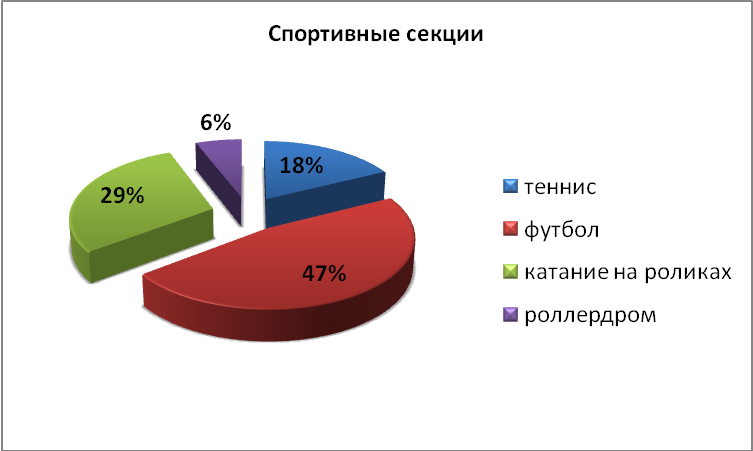 Спортивные секции
6%
18%
29%
47%
теннис
футбол
катание на роликах
роллердром